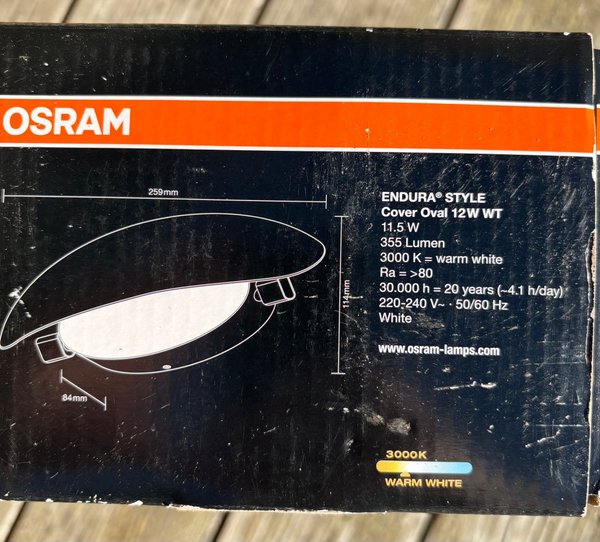 OSRAM
259mm
114mm
84mm
ENDURA® STYLE
Cover Oval 12W WT
11.5 W
355 Lumen
3000 K = warm white
Ra = >80
30.000 h = 20 years (~4.1 h/day)
220-240 V~ · 50/60 Hz
White
www.osram-lamps.com
3000K
WARM WHITE